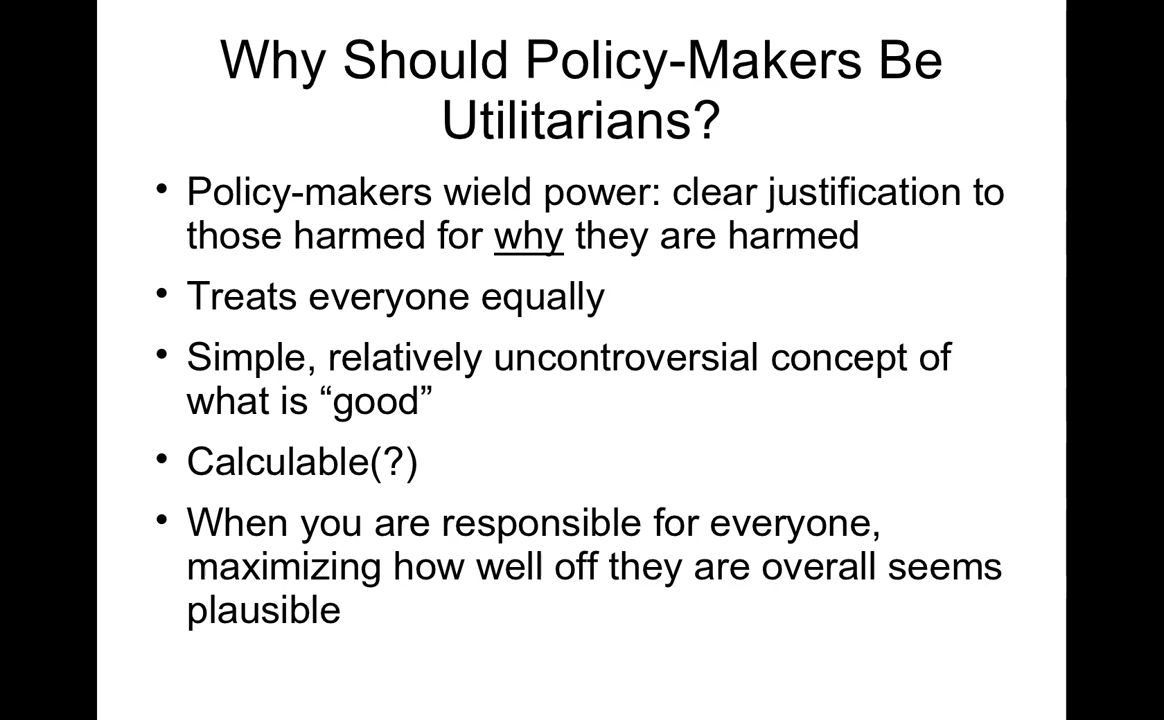 Why Should Policy-Makers Be
Utilitarians?
• Policy-makers wield power: clear justification to
those harmed for why they are harmed
• Treats everyone equally
• Simple, relatively uncontroversial concept of
what is “good”
• Calculable(?)
• When you are responsible for everyone,
maximizing how well off they are overall seems
plausible